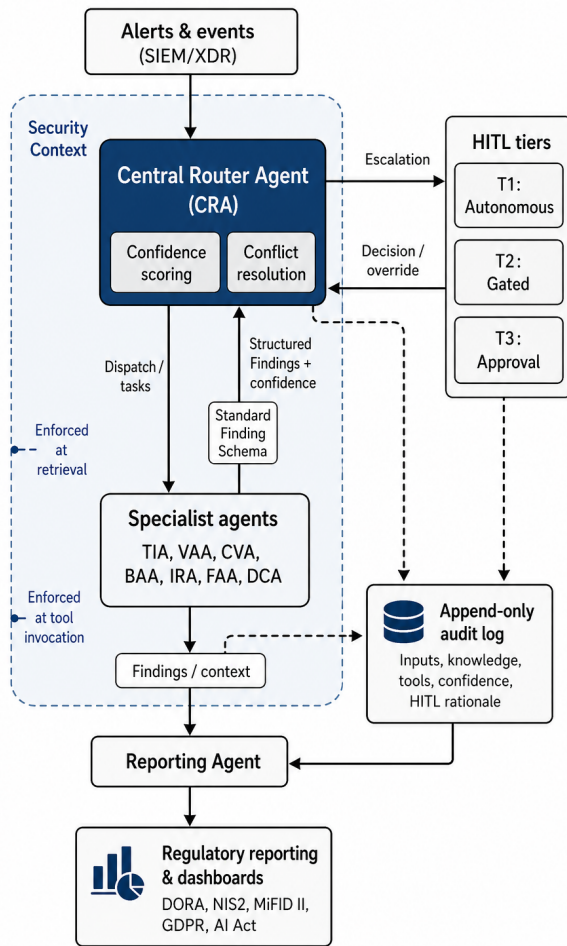 Alerts & events
(SIEM/XDR)
Security
Context
Central Router Agent
(CRA)
Confidence
scoring
Conflict
resolution
Escalation
Decision /
override
HITL tiers
T1:
Autonomous
T2:
Gated
T3:
Approval
Dispatch /
tasks
Structured
Findings +
confidence
Standard
Finding
Schema
Enforced
at
retrieval
Specialist agents
TIA, VAA, CVA,
BAA, IRA, FAA, DCA
Enforced
at tool
invocation
Findings / context
Append-only
audit log
Inputs, knowledge,
tools, confidence,
HITL rationale
Reporting Agent
Regulatory reporting
& dashboards
DORA, NIS2, MiFID II,
GDPR, AI Act